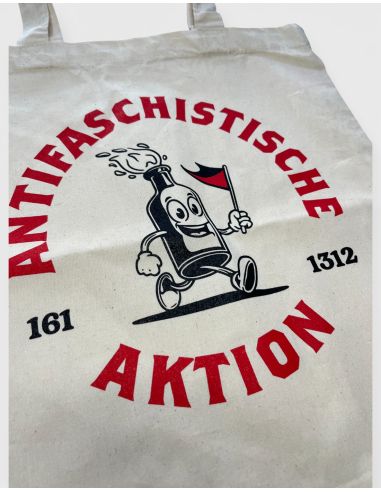 ANTIFASCHISTISCHE
161
1312
AKTION